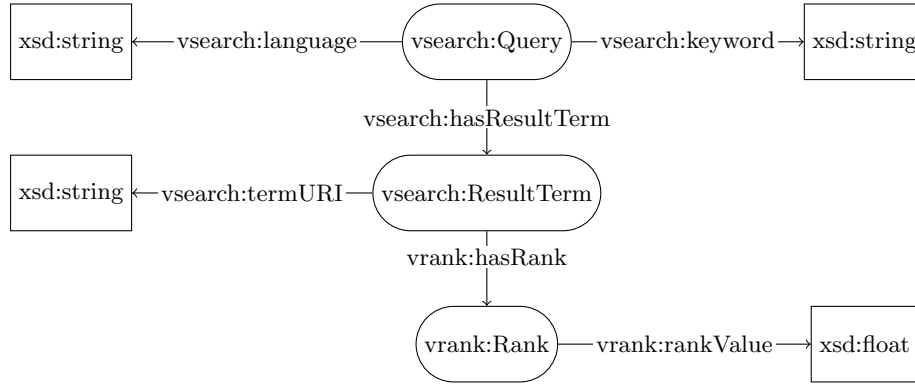 xsd:string vsearch:language vsearch:Query vsearch:keyword xsd:string
vsearch:hasResultTerm
xsd:string vsearch:termURI vsearch:ResultTerm
vrank:hasRank
vrank:Rank vrank:rankValue xsd:float